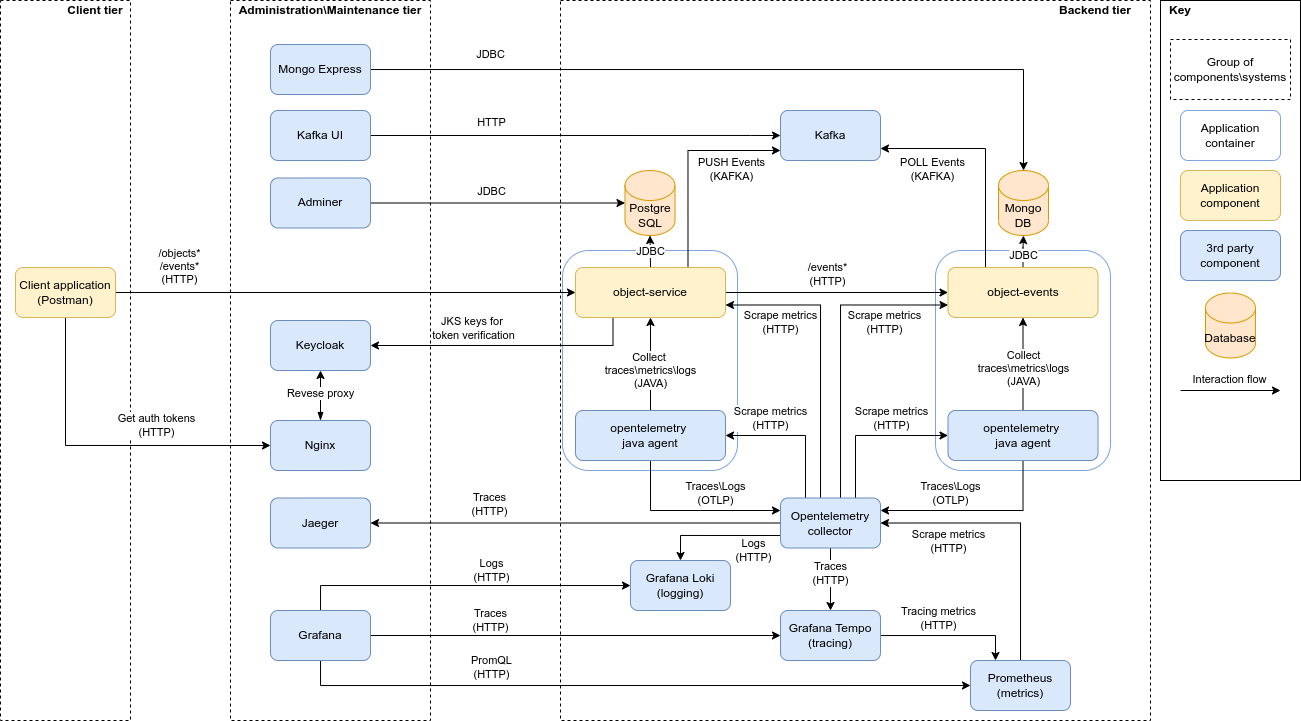 Client tier
Administration\Maintenance tier
Backend tier
Key
Mongo Express
JDBC
Group of
components\systems
Kafka UI
HTTP
Kafka
Application
container
PUSH Events
(KAFKA)
POLL Events
(KAFKA)
Adminer
JDBC
Postgre
SQL
Mongo
DB
Application
component
/objects*
/events*
(HTTP)
JDBC
JDBC
3rd party
component
Client application
(Postman)
object-service
/events*
(HTTP)
object-events
Keycloak
JKS keys for
token verification
Scrape metrics
(HTTP)
Scrape metrics
(HTTP)
Database
Collect
traces\metrics\logs
(JAVA)
Collect
traces\metrics\logs
(JAVA)
Interaction flow
Revese proxy
Get auth tokens
(HTTP)
Nginx
opentelemetry
java agent
Scrape metrics
(HTTP)
Scrape metrics
(HTTP)
opentelemetry
java agent
Traces\Logs
(OTLP)
Traces\Logs
(OTLP)
Jaeger
Traces
(HTTP)
Opentelemetry
collector
Scrape metrics
(HTTP)
Logs
(HTTP)
Logs
(HTTP)
Grafana Loki
(logging)
Traces
(HTTP)
Grafana
Traces
(HTTP)
Grafana Tempo
(tracing)
Tracing metrics
(HTTP)
PromQL
(HTTP)
Prometheus
(metrics)